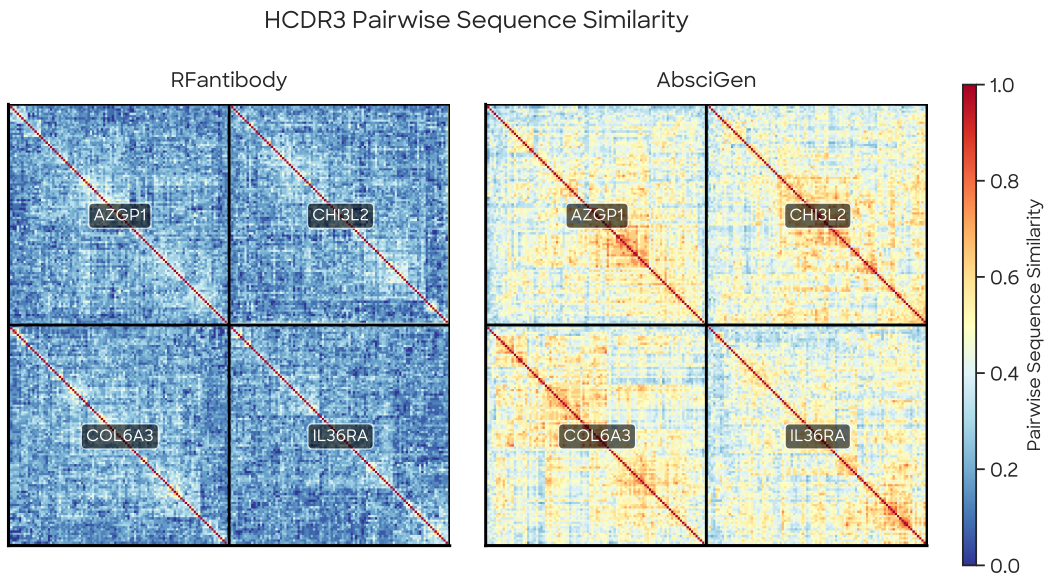 HCDR3 Pairwise Sequence Similarity
RFantibody
AbsciGen
AZGP1
CHI3L2
AZGP1
CHI3L2
COL6A3
IL36RA
COL6A3
IL36RA
1.0
0.8
0.6
0.4
0.2
0.0
Pairwise Sequence Similarity